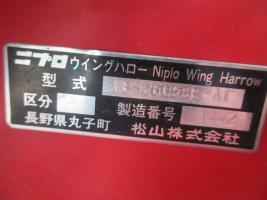 ニプロ ウイングハロー Niplo Wing Harrow
型式
区分 製造番号
長野県丸子町 松山株式会社